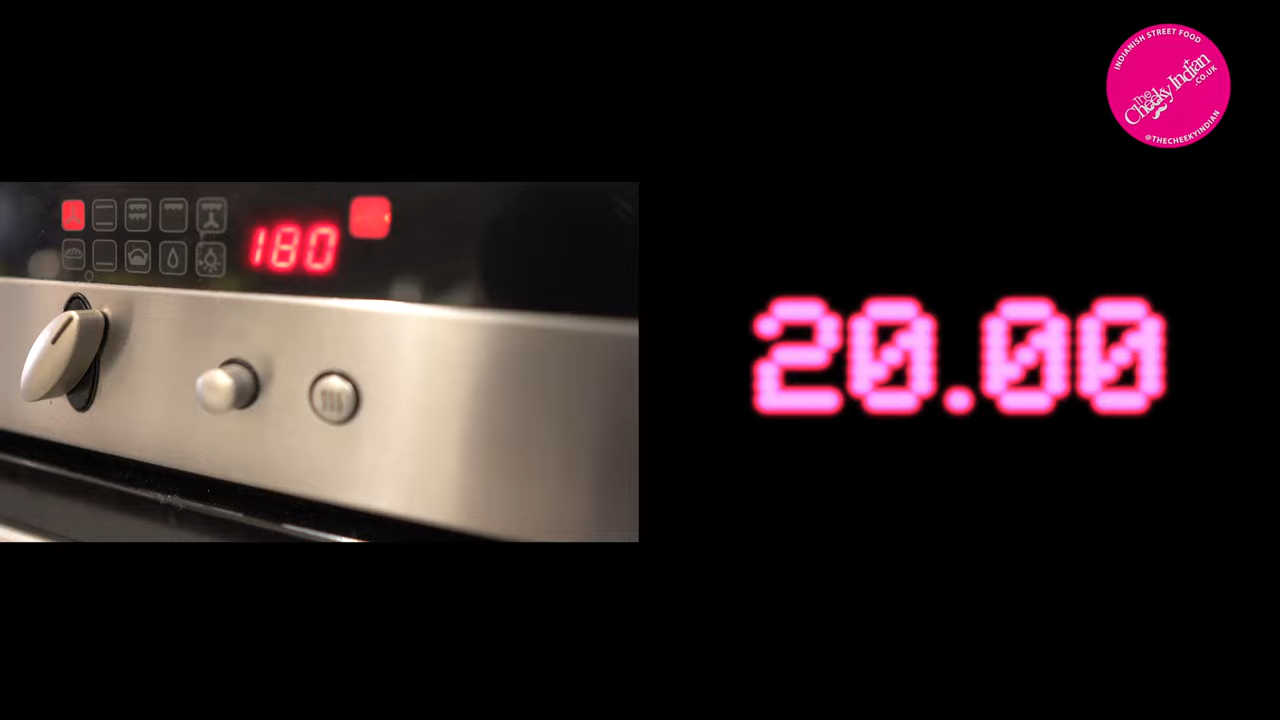 INDIANISH STREET FOOD
The
Cheeky Indian
.CO.UK
@THECHEEKYINDIAN
180
20.00